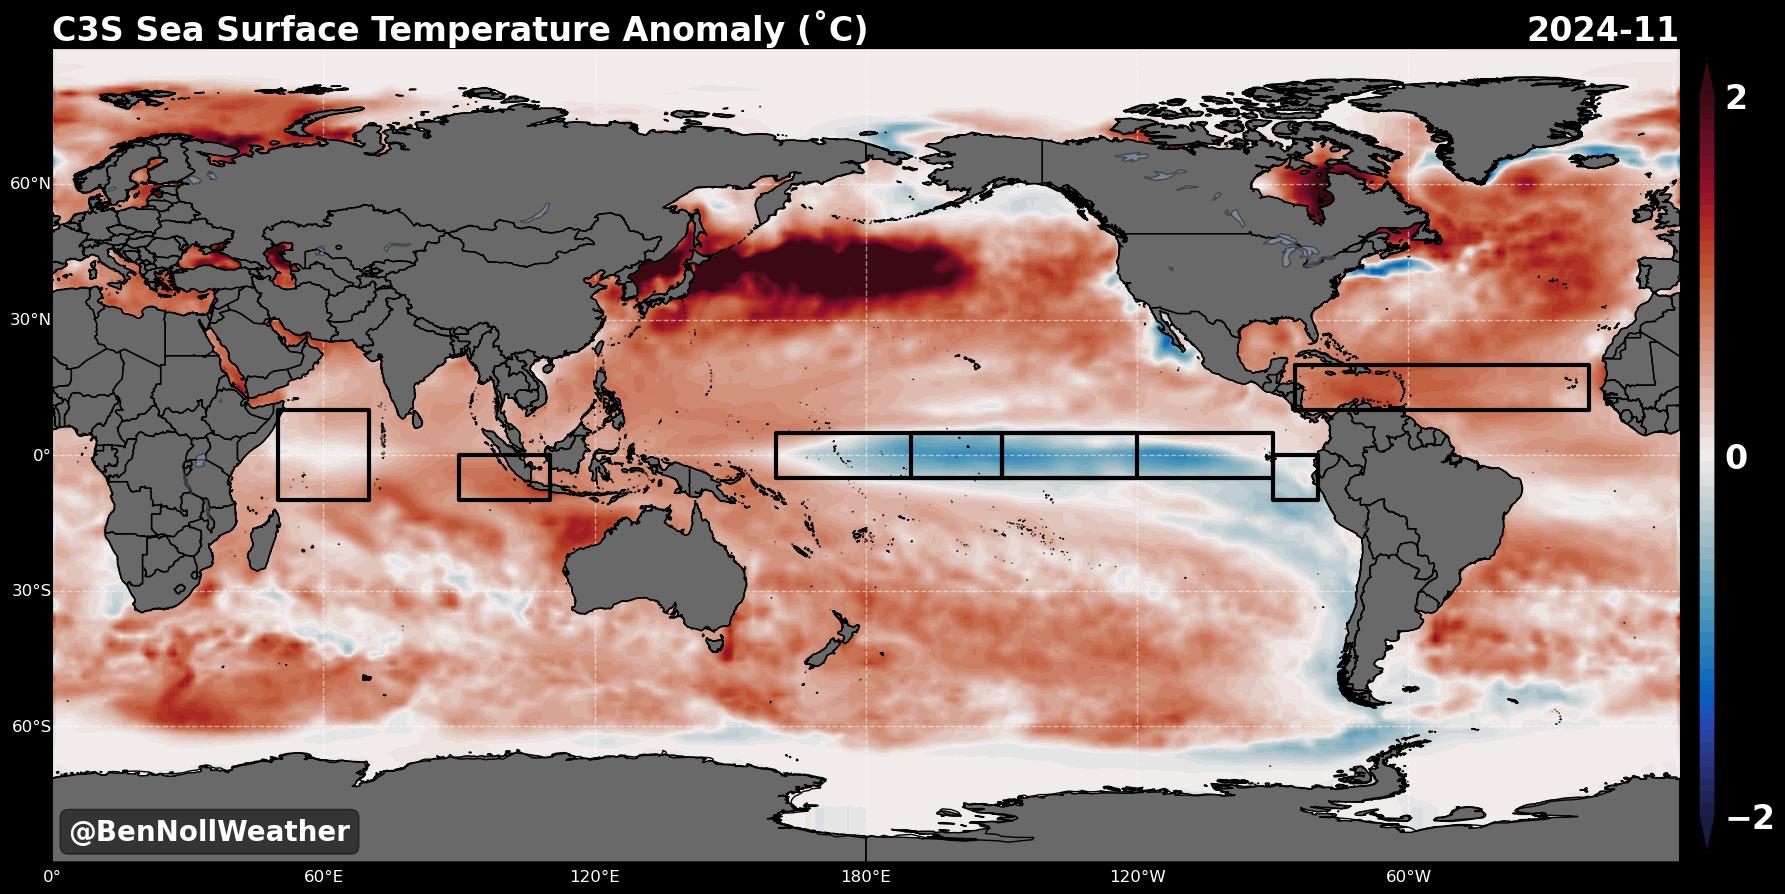 C3S Sea Surface Temperature Anomaly (˚C)
2024-11
2
0
−2
60°N
30°N
0°
30°S
60°S
@BenNollWeather
0°
60°E
120°E
180°E
120°W
60°W